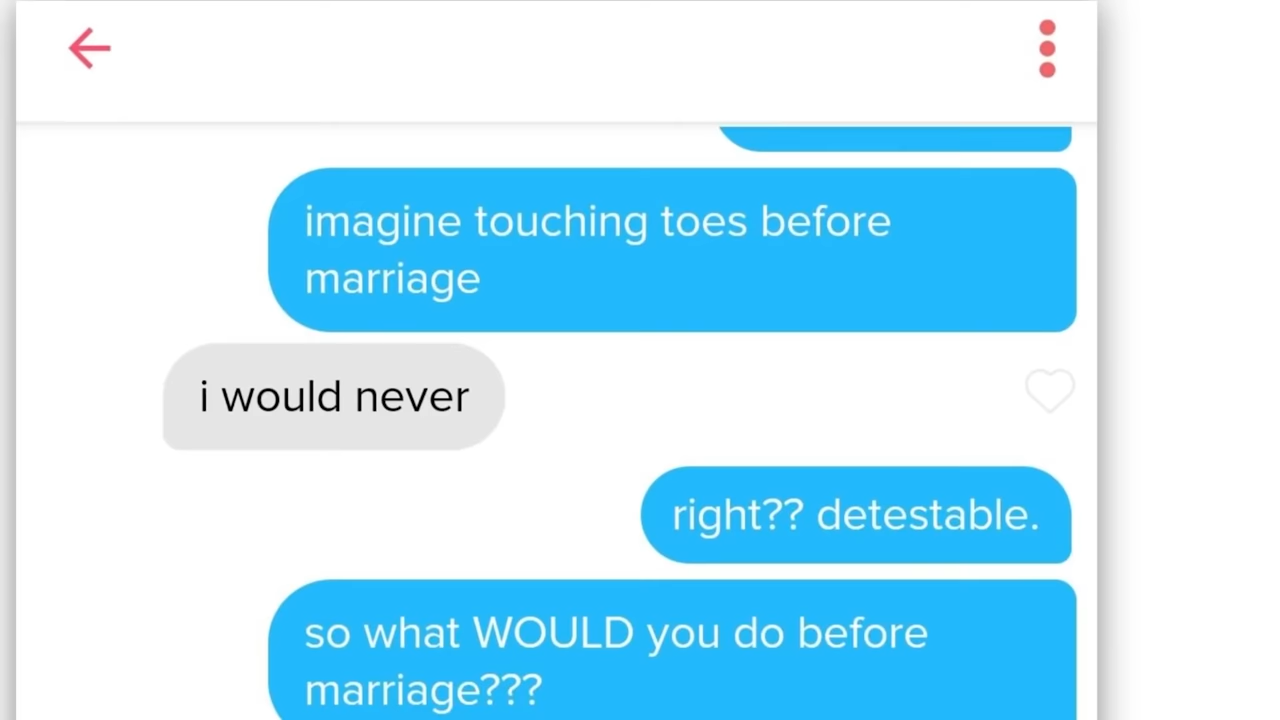 imagine touching toes before
marriage
i would never
right?? detestable.
so what WOULD you do before
marriage???